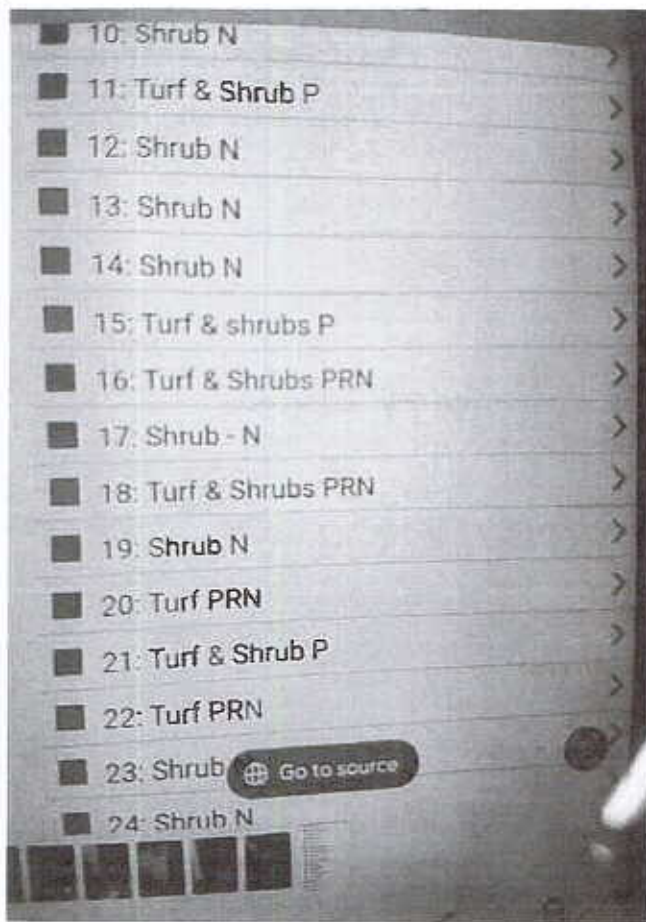 10: Shrub N
11: Turf & Shrub P
12: Shrub N
13: Shrub N
14: Shrub N
15: Turf & shrubs P
16: Turf & Shrubs PRN
17: Shrub - N
18: Turf & Shrubs PRN
19: Shrub N
20: Turf PRN
21: Turf & Shrub P
22: Turf PRN
23: Shrub
Go to source
24: Shrub N